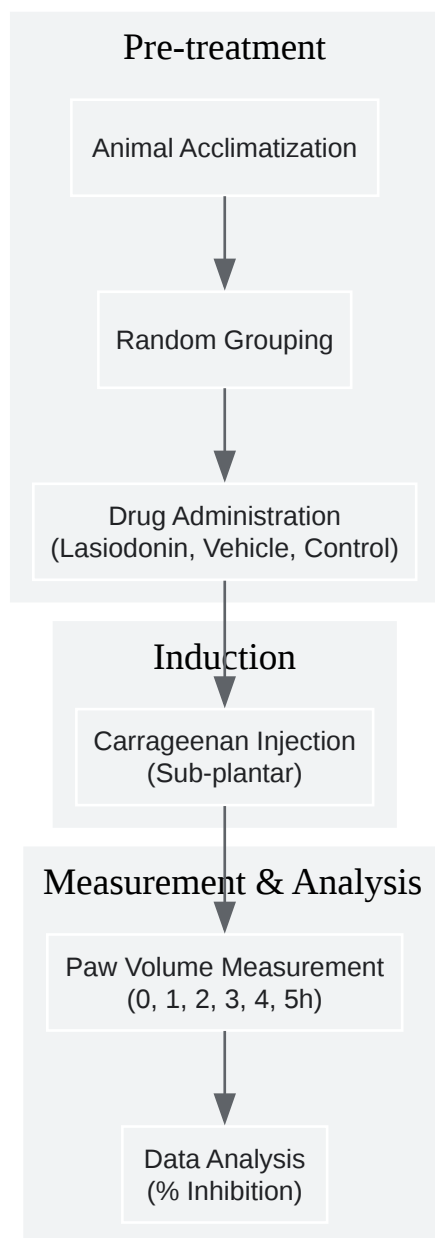 Pre-treatment
Animal Acclimatization
Random Grouping
Drug Administration
(Lasiodonin, Vehicle, Control)
Induction
Carrageenan Injection
(Sub-plantar)
Measurement & Analysis
Paw Volume Measurement
(0, 1, 2, 3, 4, 5h)
Data Analysis
(% Inhibition)